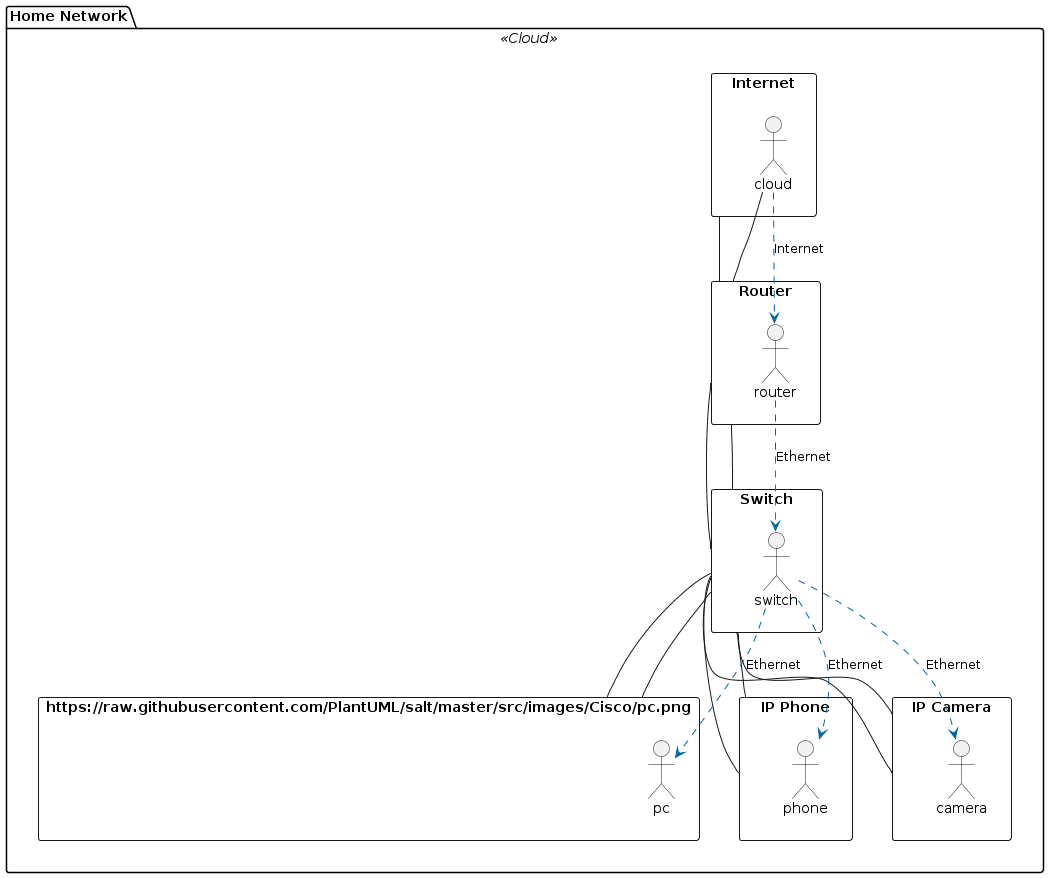 Home Network
«Cloud»
Internet
cloud
Internet
Router
router
Ethernet
Switch
switch
Ethernet
Ethernet
Ethernet
https://raw.githubusercontent.com/PlantUML/salt/master/src/images/Cisco/pc.png
IP Phone
IP Camera
pc
phone
camera